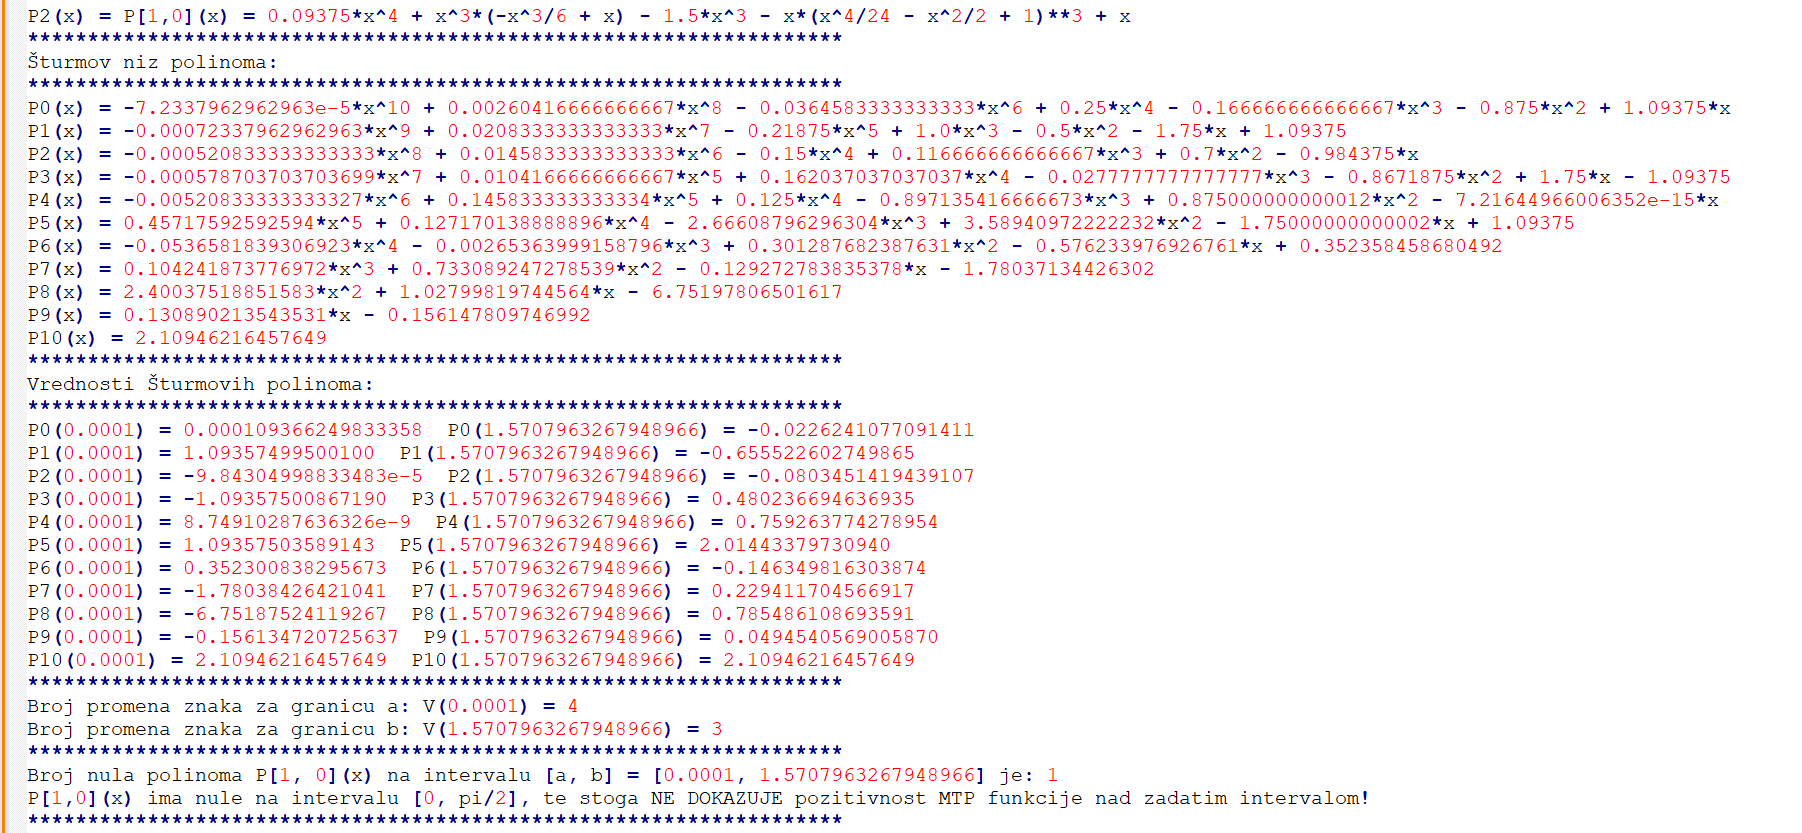 P2(x) = P[1,0](x) = 0.09375*x^4 + x^3*(-x^3/6 + x) - 1.5*x^3 - x*(x^4/24 - x^2/2 + 1)**3 + x
********************************************************************
Šturmov niz polinoma:
********************************************************************
P0(x) = -7.2337962962963e-5*x^10 + 0.00260416666666667*x^8 - 0.0364583333333333*x^6 + 0.25*x^4 - 0.166666666666667*x^3 - 0.875*x^2 + 1.09375*x
P1(x) = -0.00072337962962963*x^9 + 0.0208333333333333*x^7 - 0.21875*x^5 + 1.0*x^3 - 0.5*x^2 - 1.75*x + 1.09375
P2(x) = -0.000520833333333333*x^8 + 0.0145833333333333*x^6 - 0.15*x^4 + 0.116666666666667*x^3 + 0.7*x^2 - 0.984375*x
P3(x) = -0.000578703703703699*x^7 + 0.0104166666666667*x^5 + 0.162037037037037*x^4 - 0.0277777777777777*x^3 - 0.8671875*x^2 + 1.75*x - 1.09375
P4(x) = -0.00520833333333327*x^6 + 0.145833333333334*x^5 + 0.125*x^4 - 0.897135416666673*x^3 + 0.875000000000012*x^2 - 7.21644966006352e-15*x
P5(x) = 0.45717592592594*x^5 + 0.127170138888896*x^4 - 2.66608796296304*x^3 + 3.58940972222232*x^2 - 1.75000000000002*x + 1.09375
P6(x) = -0.0536581839306923*x^4 - 0.00265363999158796*x^3 + 0.301287682387631*x^2 - 0.576233976926761*x + 0.352358458680492
P7(x) = 0.104241873776972*x^3 + 0.733089247278539*x^2 - 0.129272783835378*x - 1.78037134426302
P8(x) = 2.40037518851583*x^2 + 1.02799819744564*x - 6.75197806501617
P9(x) = 0.130890213543531*x - 0.156147809746992
P10(x) = 2.10946216457649
********************************************************************
Vrednosti Šturmovih polinoma:
********************************************************************
P0(0.0001) = 0.000109366249833358  P0(1.5707963267948966) = -0.0226241077091411
P1(0.0001) = 1.09357499500100  P1(1.5707963267948966) = -0.655522602749865
P2(0.0001) = -9.84304998833483e-5  P2(1.5707963267948966) = -0.0803451419439107
P3(0.0001) = -1.09357500867190  P3(1.5707963267948966) = 0.480236694636935
P4(0.0001) = 8.74910287636326e-9  P4(1.5707963267948966) = 0.759263774278954
P5(0.0001) = 1.09357503589143  P5(1.5707963267948966) = 2.01443379730940
P6(0.0001) = 0.352300838295673  P6(1.5707963267948966) = -0.146349816303874
P7(0.0001) = -1.78038426421041  P7(1.5707963267948966) = 0.229411704566917
P8(0.0001) = -6.75187524119267  P8(1.5707963267948966) = 0.785486108693591
P9(0.0001) = -0.156134720725637  P9(1.5707963267948966) = 0.0494540569005870
P10(0.0001) = 2.10946216457649  P10(1.5707963267948966) = 2.10946216457649
********************************************************************
Broj promena znaka za granicu a: V(0.0001) = 4
Broj promena znaka za granicu b: V(1.5707963267948966) = 3
********************************************************************
Broj nula polinoma P[1, 0](x) na intervalu [a, b] = [0.0001, 1.5707963267948966] je: 1
P[1,0](x) ima nule na intervalu [0, pi/2], te stoga NE DOKAZUJE pozitivnost MTP funkcije nad zadatim intervalom!
********************************************************************